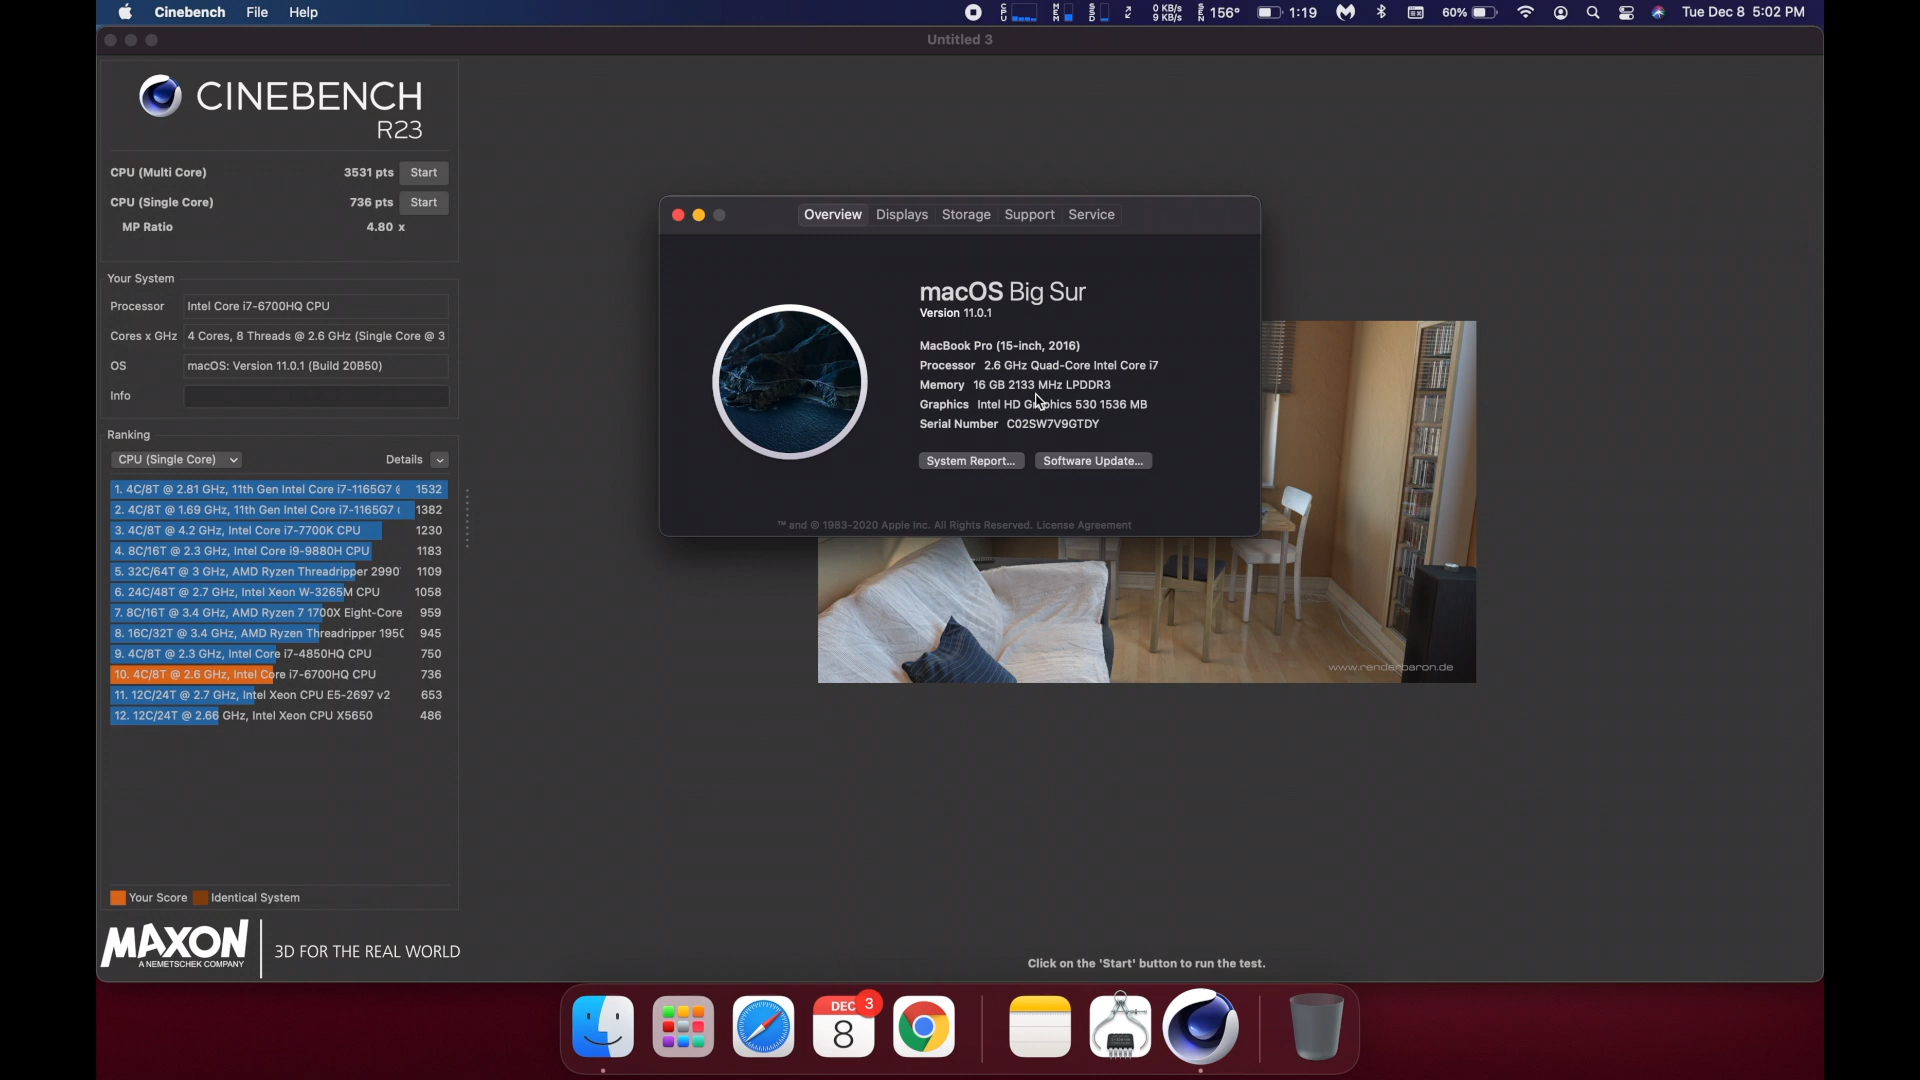 Cinebench File Help
CPU MEM SSD 0 KB/s 9 KB/s SEN 156° 1:19 60% Tue Dec 8 5:02 PM
Untitled 3
CINEBENCH
R23
CPU (Multi Core) 3531 pts Start
CPU (Single Core) 736 pts Start
MP Ratio 4.80 x
Your System
Processor Intel Core i7-6700HQ CPU
Cores x GHz 4 Cores, 8 Threads @ 2.6 GHz (Single Core @ 3
OS macOS: Version 11.0.1 (Build 20B50)
Info
Ranking
CPU (Single Core) Details
1. 4C/8T @ 2.81 GHz, 11th Gen Intel Core i7-1165G7 @ 1532
2. 4C/8T @ 1.69 GHz, 11th Gen Intel Core i7-1165G7 1382
3. 4C/8T @ 4.2 GHz, Intel Core i7-7700K CPU 1230
4. 8C/16T @ 2.3 GHz, Intel Core i9-9880H CPU 1183
5. 32C/64T @ 3 GHz, AMD Ryzen Threadripper 2990 1109
6. 24C/48T @ 2.7 GHz, Intel Xeon W-3265M CPU 1058
7. 8C/16T @ 3.4 GHz, AMD Ryzen 7 1700X Eight-Core 959
8. 16C/32T @ 3.4 GHz, AMD Ryzen Threadripper 1950 945
9. 4C/8T @ 2.3 GHz, Intel Core i7-4850HQ CPU 750
10. 4C/8T @ 2.6 GHz, Intel Core i7-6700HQ CPU 736
11. 12C/24T @ 2.7 GHz, Intel Xeon CPU E5-2697 v2 653
12. 12C/24T @ 2.66 GHz, Intel Xeon CPU X5650 486
Your Score Identical System
MAXON
A NEMETSCHEK COMPANY
3D FOR THE REAL WORLD
Overview Displays Storage Support Service
macOS Big Sur
Version 11.0.1
MacBook Pro (15-inch, 2016)
Processor 2.6 GHz Quad-Core Intel Core i7
Memory 16 GB 2133 MHz LPDDR3
Graphics Intel HD Graphics 530 1536 MB
Serial Number C02SW7V9GTDY
System Report... Software Update...
™ and © 1983-2020 Apple Inc. All Rights Reserved. License Agreement
www.renderbaron.de
Click on the 'Start' button to run the test.
DEC 3
8